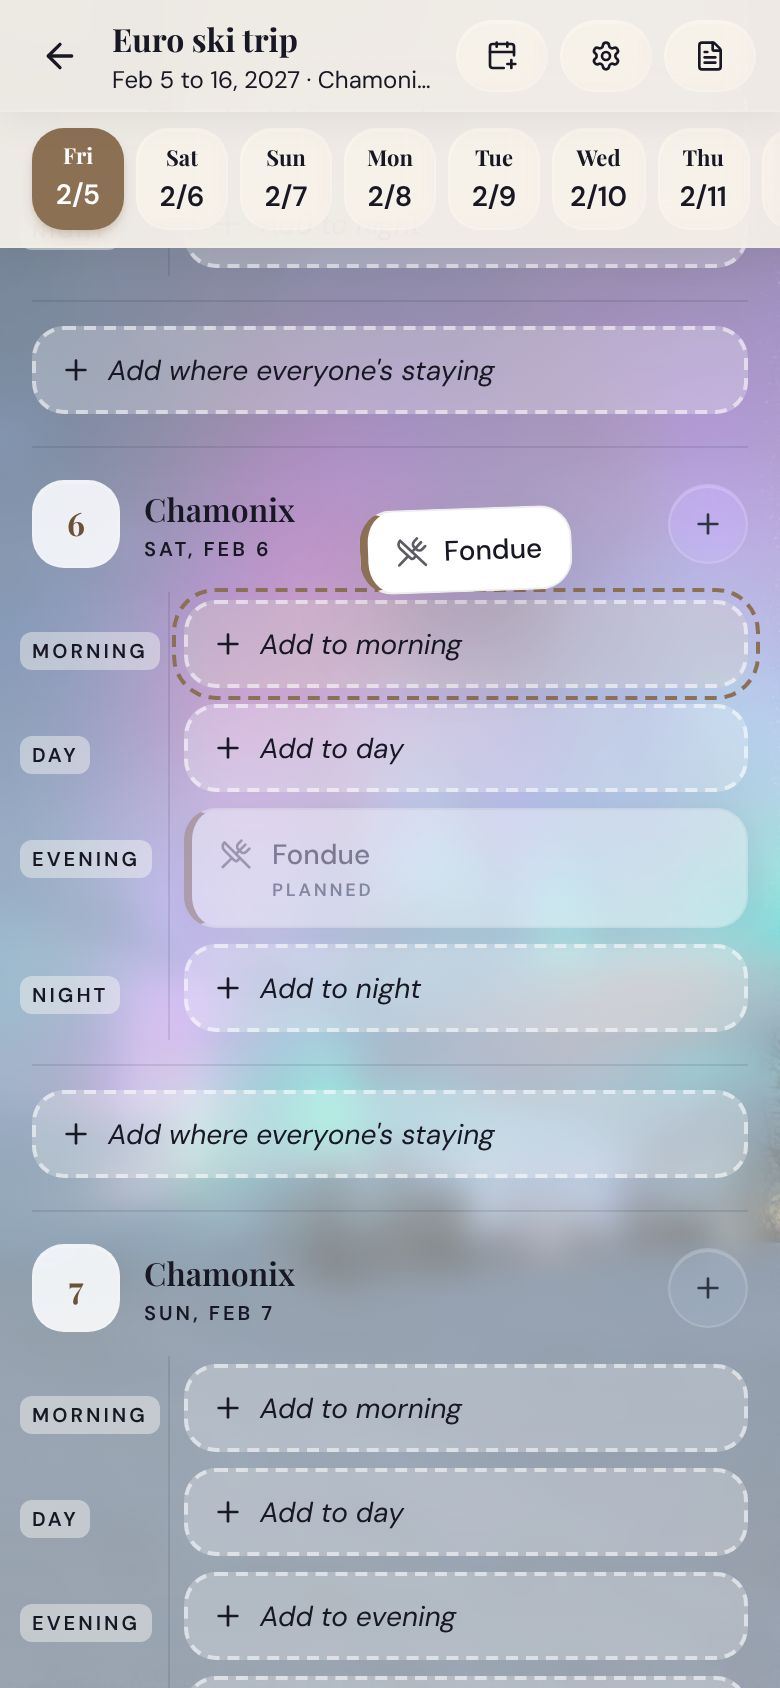 Euro ski trip
Feb 5 to 16, 2027 · Chamoni...
Fri
2/5
Sat
2/6
Sun
2/7
Mon
2/8
Tue
2/9
Wed
2/10
Thu
2/11
Add to night
Add where everyone's staying
6
Chamonix
SAT, FEB 6
Fondue
MORNING
Add to morning
DAY
Add to day
EVENING
Fondue
PLANNED
NIGHT
Add to night
Add where everyone's staying
7
Chamonix
SUN, FEB 7
MORNING
Add to morning
DAY
Add to day
EVENING
Add to evening